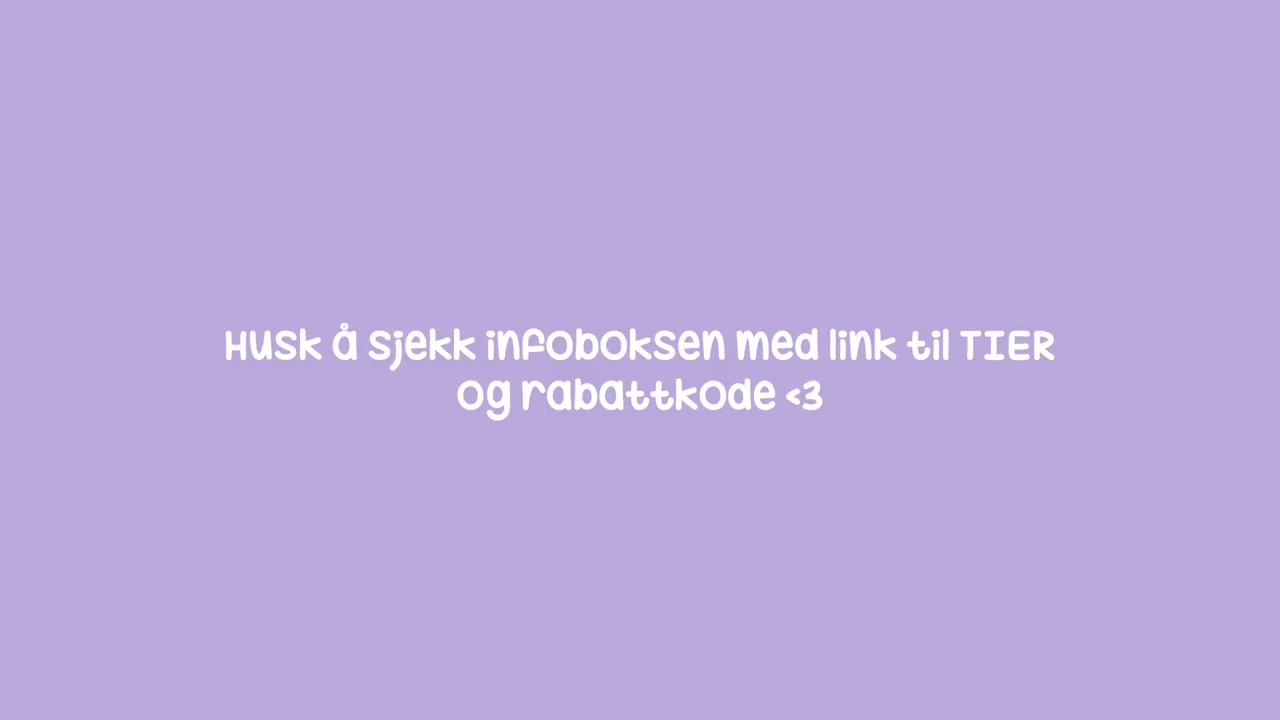 Husk å sjekk infoboksen med link til TIER
og rabattkode <3